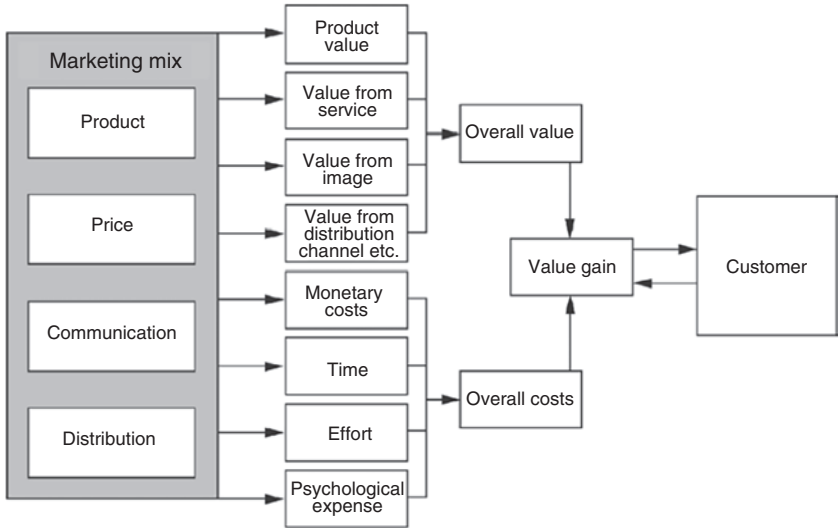 Marketing mix
Product
Price
Communication
Distribution
Product
value
Value from
service
Value from
image
Value from
distribution
channel etc.
Monetary
costs
Time
Effort
Psychological
expense
Overall value
Overall costs
Value gain
Customer